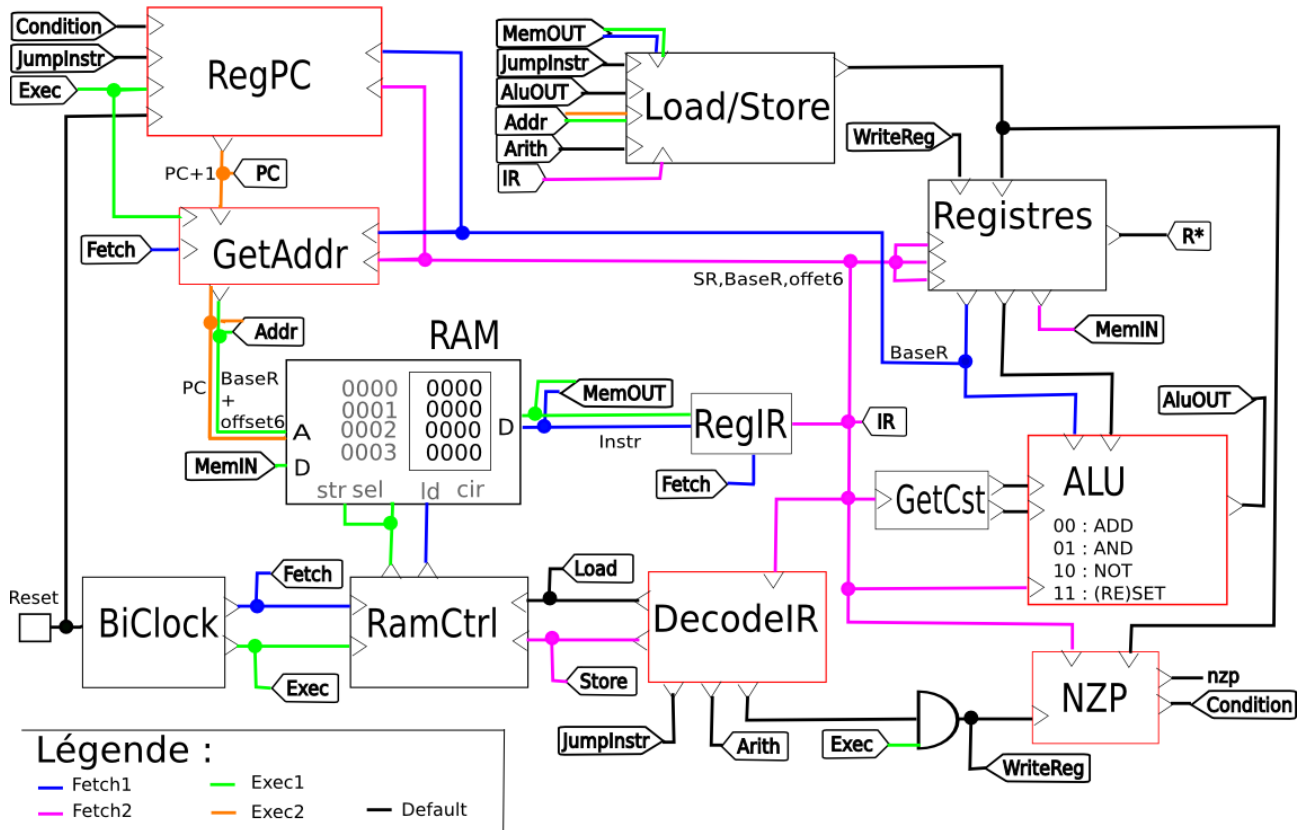 Condition
JumpInstr
Exec
RegPC
PC+1
PC
Fetch
GetAddr
Addr
MemOUT
JumpInstr
AluOUT
Addr
Arith
IR
Load/Store
WriteReg
Registres
R*
SR,BaseR,offet6
MemIN
BaseR
RAM
PC
BaseR
+
offset6
0000 0000
0001 0000
0002 0000
0003 0000
A
D
D
MemIN
str sel ld cir
MemOUT
Instr
RegIR
Fetch
IR
AluOUT
GetCst
ALU
00 : ADD
01 : AND
10 : NOT
11 : (RE)SET
Reset
BiClock
Fetch
Exec
RamCtrl
Load
Store
DecodeIR
JumpInstr
Arith
Exec
WriteReg
NZP
nzp
Condition
Légende :
Fetch1
Exec1
Fetch2
Exec2
Default